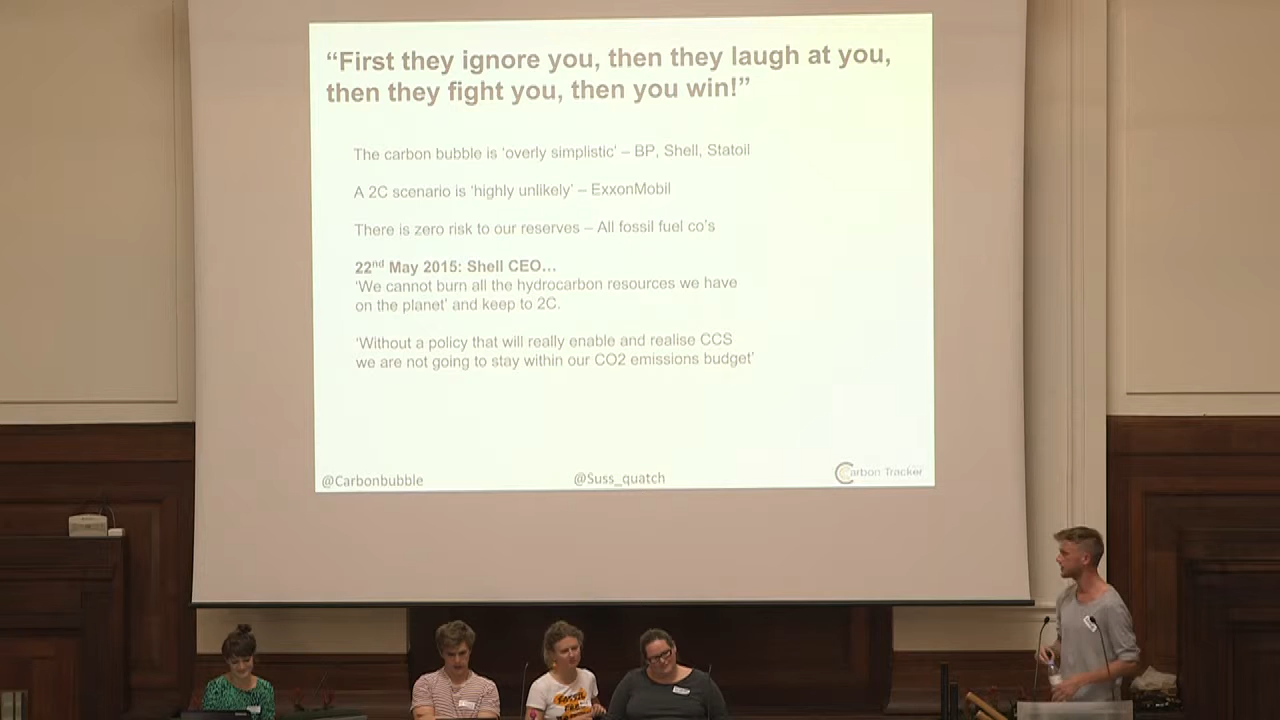 “First they ignore you, then they laugh at you,
then they fight you, then you win!”
The carbon bubble is ‘overly simplistic’ – BP, Shell, Statoil
A 2C scenario is ‘highly unlikely’ – ExxonMobil
There is zero risk to our reserves – All fossil fuel co’s
22nd May 2015: Shell CEO…
‘We cannot burn all the hydrocarbon resources we have
on the planet’ and keep to 2C.
‘Without a policy that will really enable and realise CCS
we are not going to stay within our CO2 emissions budget’
@Carbonbubble
@Suss_quatch
Carbon Tracker